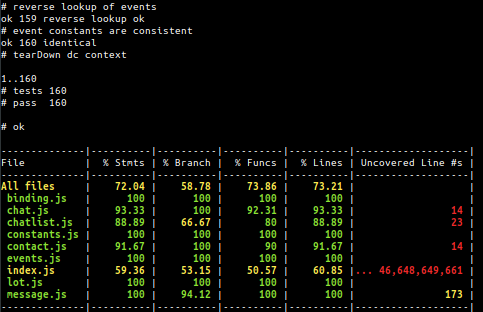 # reverse lookup of events
ok 159 reverse lookup ok
# event constants are consistent
ok 160 identical
# tearDown dc context
1..160
# tests 160
# pass  160
# ok
--------------|----------|----------|----------|----------|-------------------|
File          |  % Stmts | % Branch |  % Funcs |  % Lines | Uncovered Line #s |
--------------|----------|----------|----------|----------|-------------------|
All files     |    72.04 |    58.78 |    73.86 |    73.21 |                   |
 binding.js   |      100 |      100 |      100 |      100 |                   |
 chat.js      |    93.33 |      100 |    92.31 |    93.33 |                14 |
 chatlist.js  |    88.89 |    66.67 |       80 |    88.89 |                23 |
 constants.js |      100 |      100 |      100 |      100 |                   |
 contact.js   |    91.67 |      100 |       90 |    91.67 |                14 |
 events.js    |      100 |      100 |      100 |      100 |                   |
 index.js     |    59.36 |    53.15 |    50.57 |    60.85 |... 46,648,649,661 |
 lot.js       |      100 |      100 |      100 |      100 |                   |
 message.js   |      100 |    94.12 |      100 |      100 |               173 |
--------------|----------|----------|----------|----------|-------------------|